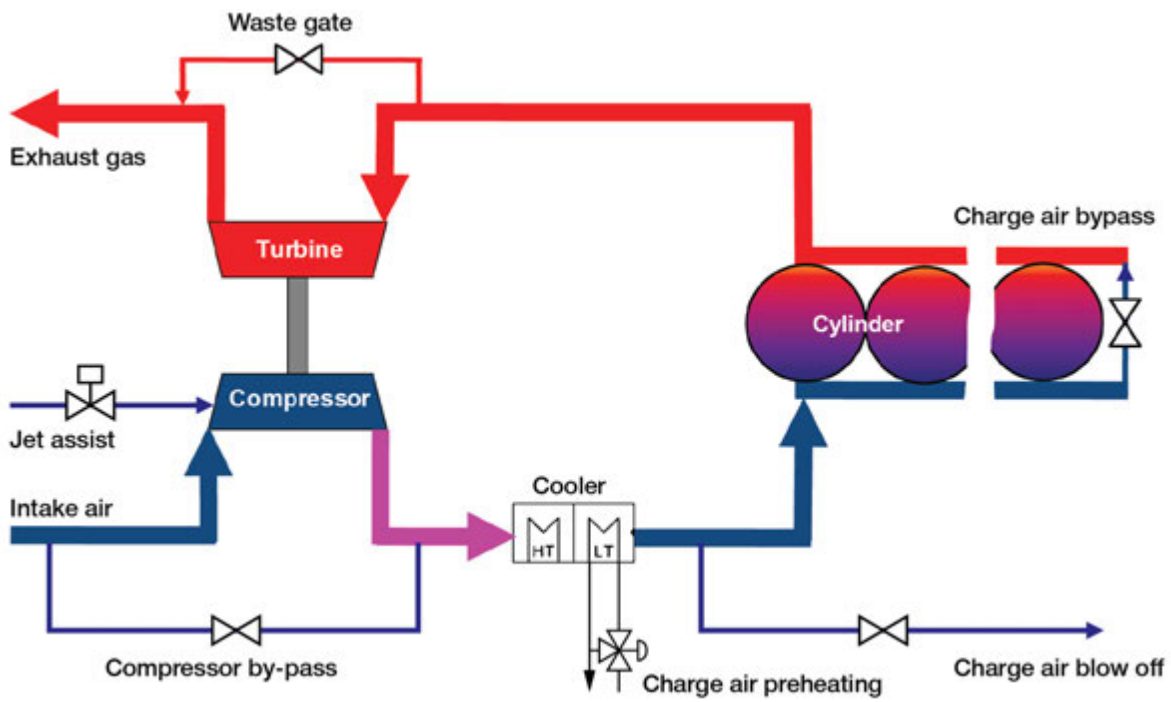 Waste gate
Exhaust gas
Turbine
Charge air bypass
Cylinder
Compressor
Jet assist
Intake air
Cooler
HT
LT
Compressor by-pass
Charge air preheating
Charge air blow off